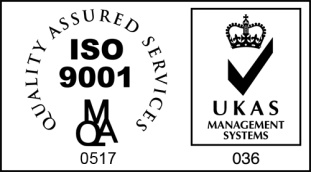 QUALITY ASSURED SERVICES
ISO
9001
MQA
0517
UKAS
MANAGEMENT
SYSTEMS
036